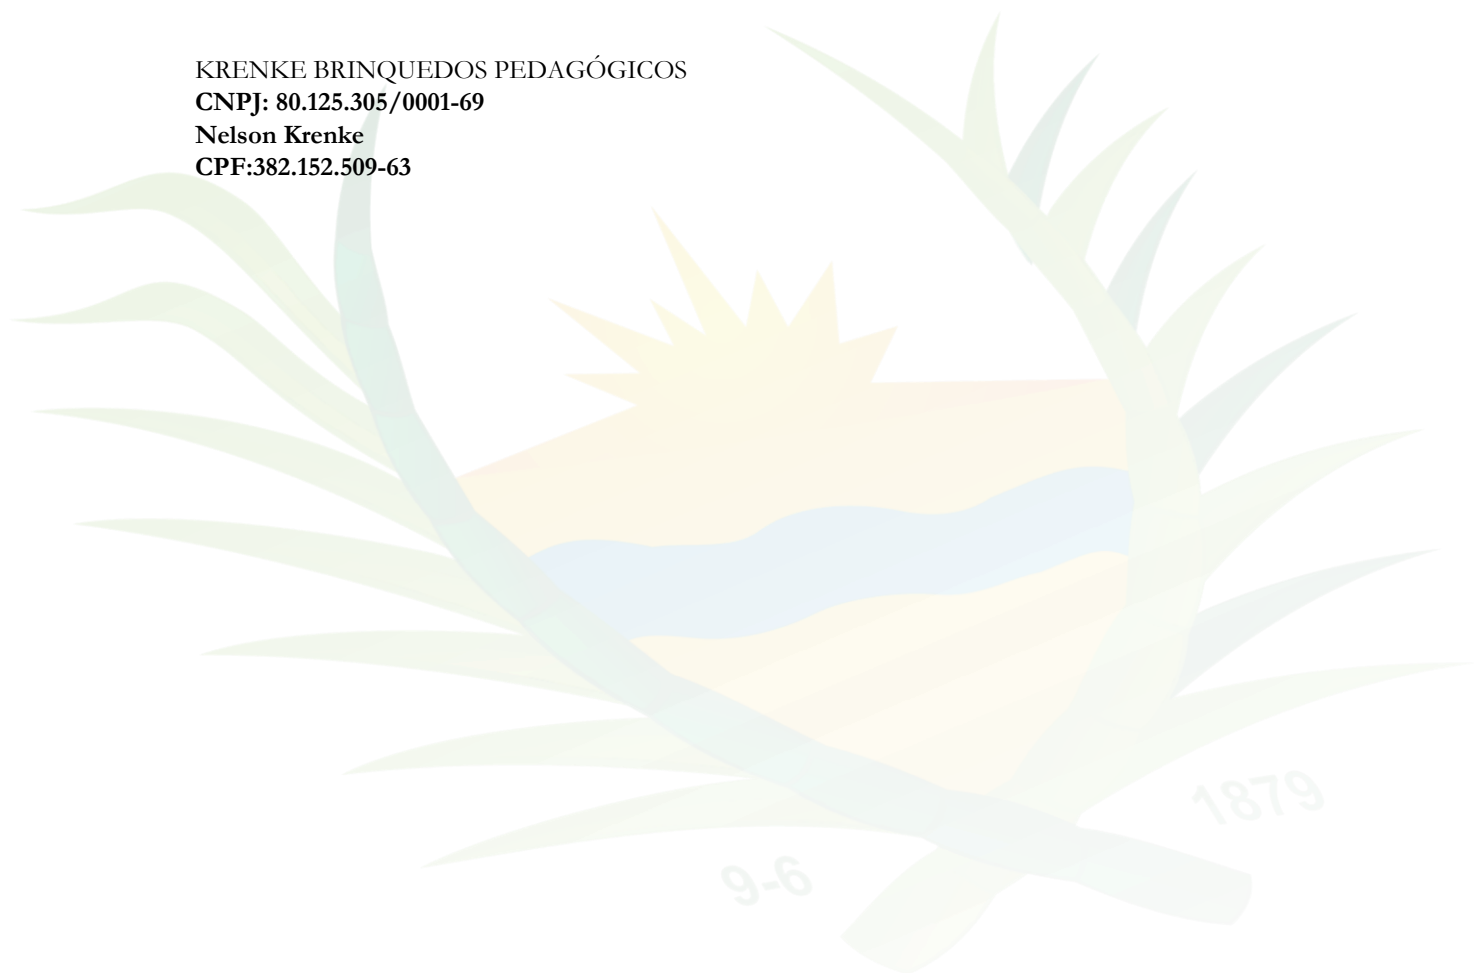 KRENKE BRINQUEDOS PEDAGÓGICOS
CNPJ: 80.125.305/0001-69
Nelson Krenke
CPF:382.152.509-63
1879
9-6